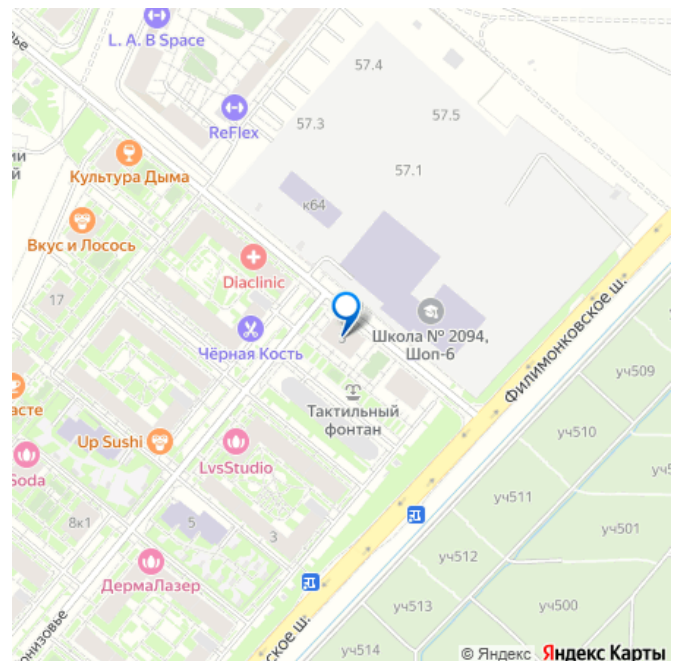 L. A. B Space
57.4
57.5
ReFlex
57.3
57.1
Культура Дыма
к64
Вкус и Лосось
Diaclinic
17
Чёрная Кость
Школа № 2094,
Шоп-6
Филимонковское ш.
уч509
Тактильный
фонтан
уч510
Up Sushi
LvsStudio
Soda
уч511
уч501
8к1
5
3
уч512
ДермаЛазер
уч513
уч500
уч514
© Яндекс Яндекс Карты